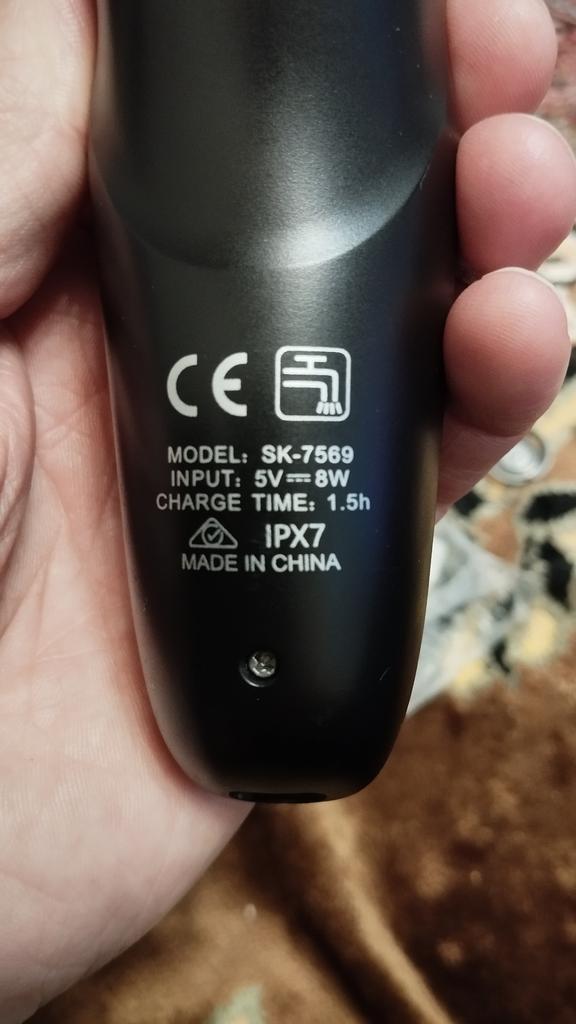 CE
MODEL: SK-7569
INPUT: 5V⎓8W
CHARGE TIME: 1.5h
IPX7
MADE IN CHINA